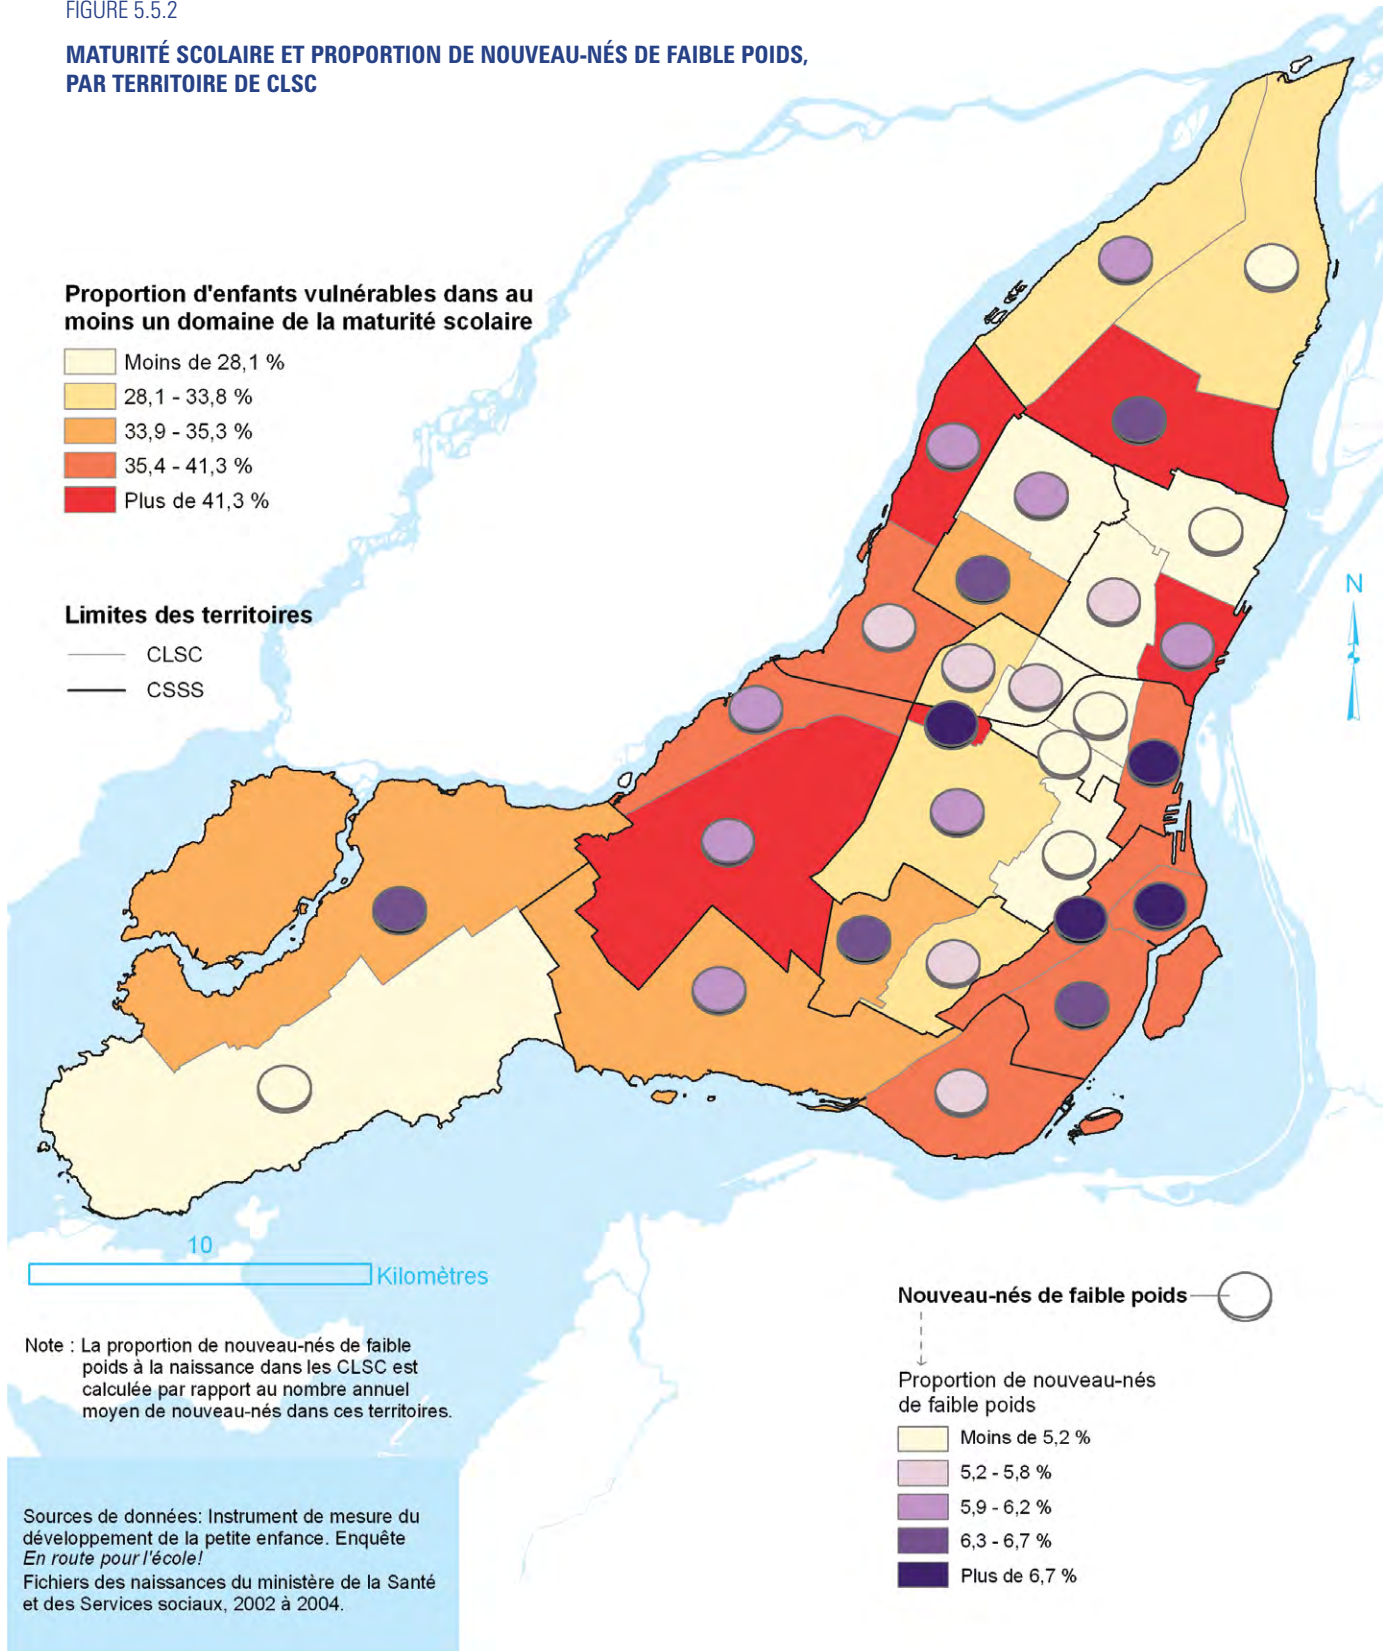 FIGURE 5.5.2
MATURITÉ SCOLAIRE ET PROPORTION DE NOUVEAU-NÉS DE FAIBLE POIDS,
PAR TERRITOIRE DE CLSC
Proportion d'enfants vulnérables dans au
moins un domaine de la maturité scolaire
Moins de 28,1 %
28,1 - 33,8 %
33,9 - 35,3 %
35,4 - 41,3 %
Plus de 41,3 %
Limites des territoires
CLSC
CSSS
N
10
Kilomètres
Note : La proportion de nouveau-nés de faible
poids à la naissance dans les CLSC est
calculée par rapport au nombre annuel
moyen de nouveau-nés dans ces territoires.
Sources de données: Instrument de mesure du
développement de la petite enfance. Enquête
En route pour l'école!
Fichiers des naissances du ministère de la Santé
et des Services sociaux, 2002 à 2004.
Nouveau-nés de faible poids
Proportion de nouveau-nés
de faible poids
Moins de 5,2 %
5,2 - 5,8 %
5,9 - 6,2 %
6,3 - 6,7 %
Plus de 6,7 %